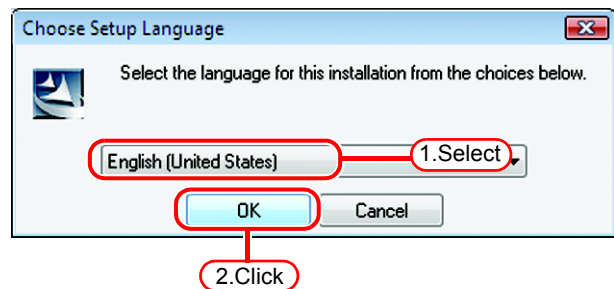 Choose Setup Language
Select the language for this installation from the choices below.
English (United States)
1.Select
OK
Cancel
2.Click